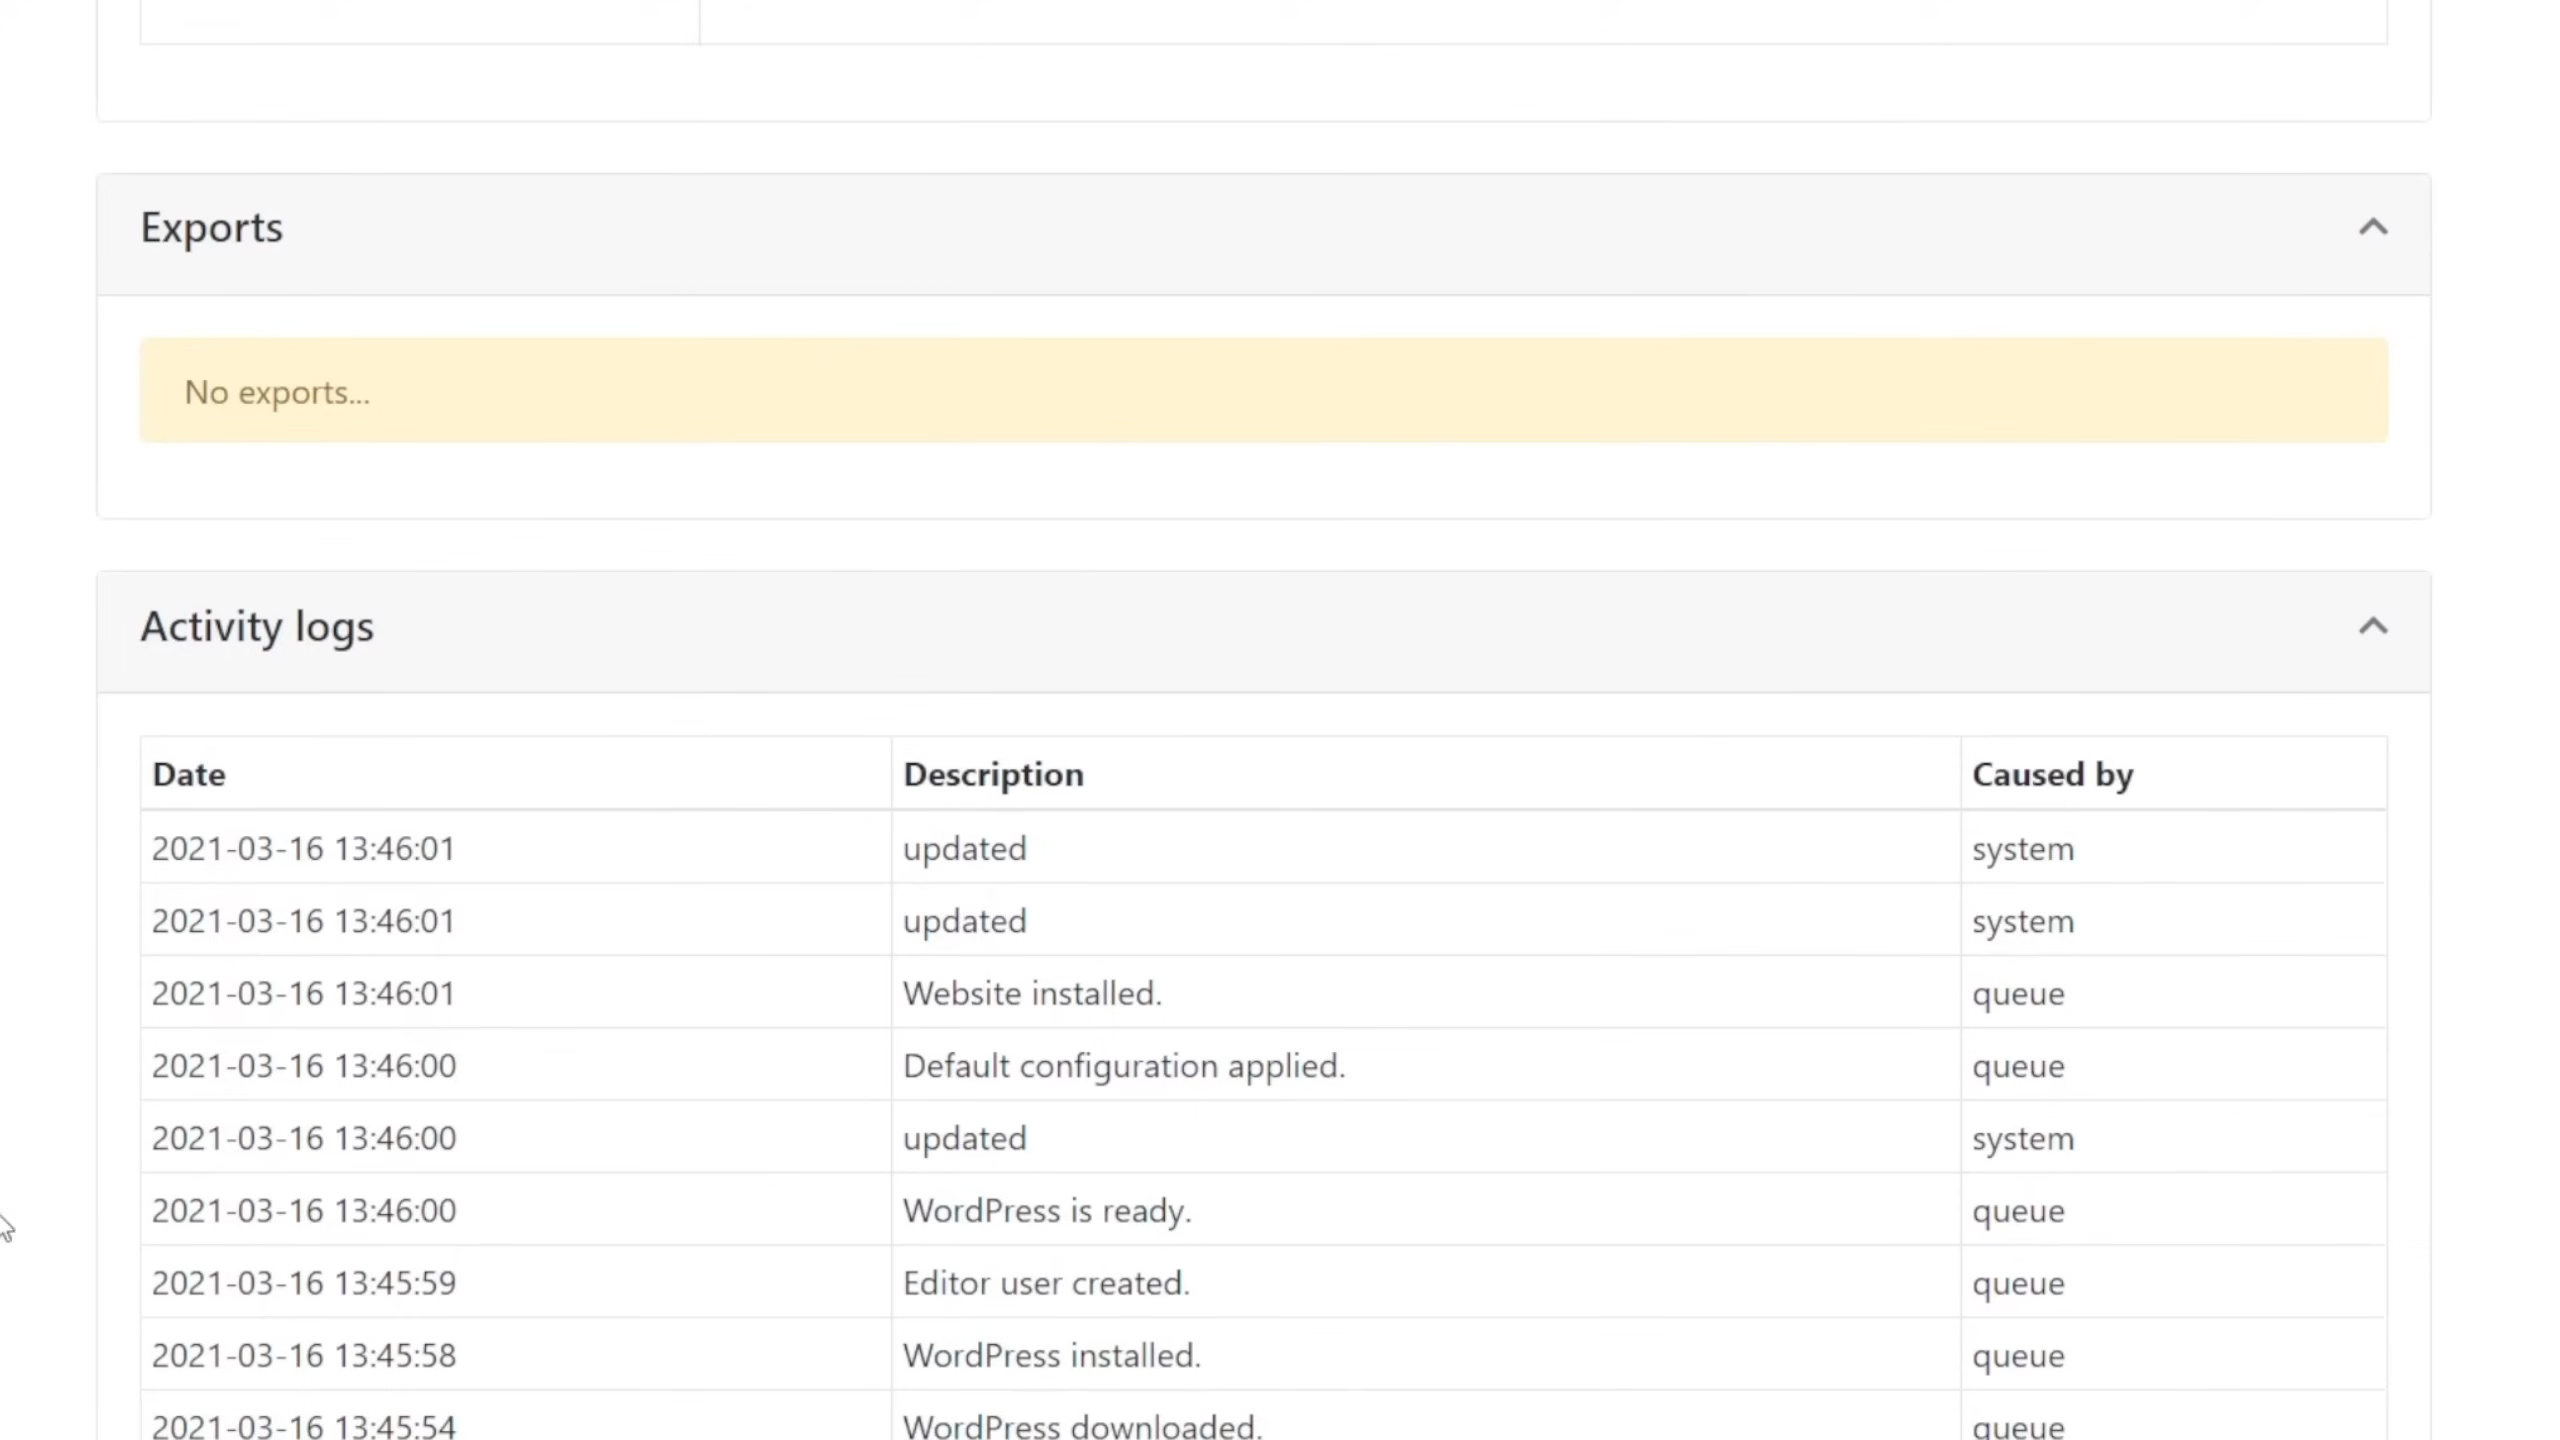 Exports
No exports...
Activity logs
Date Description Caused by
2021-03-16 13:46:01 updated system
2021-03-16 13:46:01 updated system
2021-03-16 13:46:01 Website installed. queue
2021-03-16 13:46:00 Default configuration applied. queue
2021-03-16 13:46:00 updated system
2021-03-16 13:46:00 WordPress is ready. queue
2021-03-16 13:45:59 Editor user created. queue
2021-03-16 13:45:58 WordPress installed. queue
2021-03-16 13:45:54 WordPress downloaded. queue